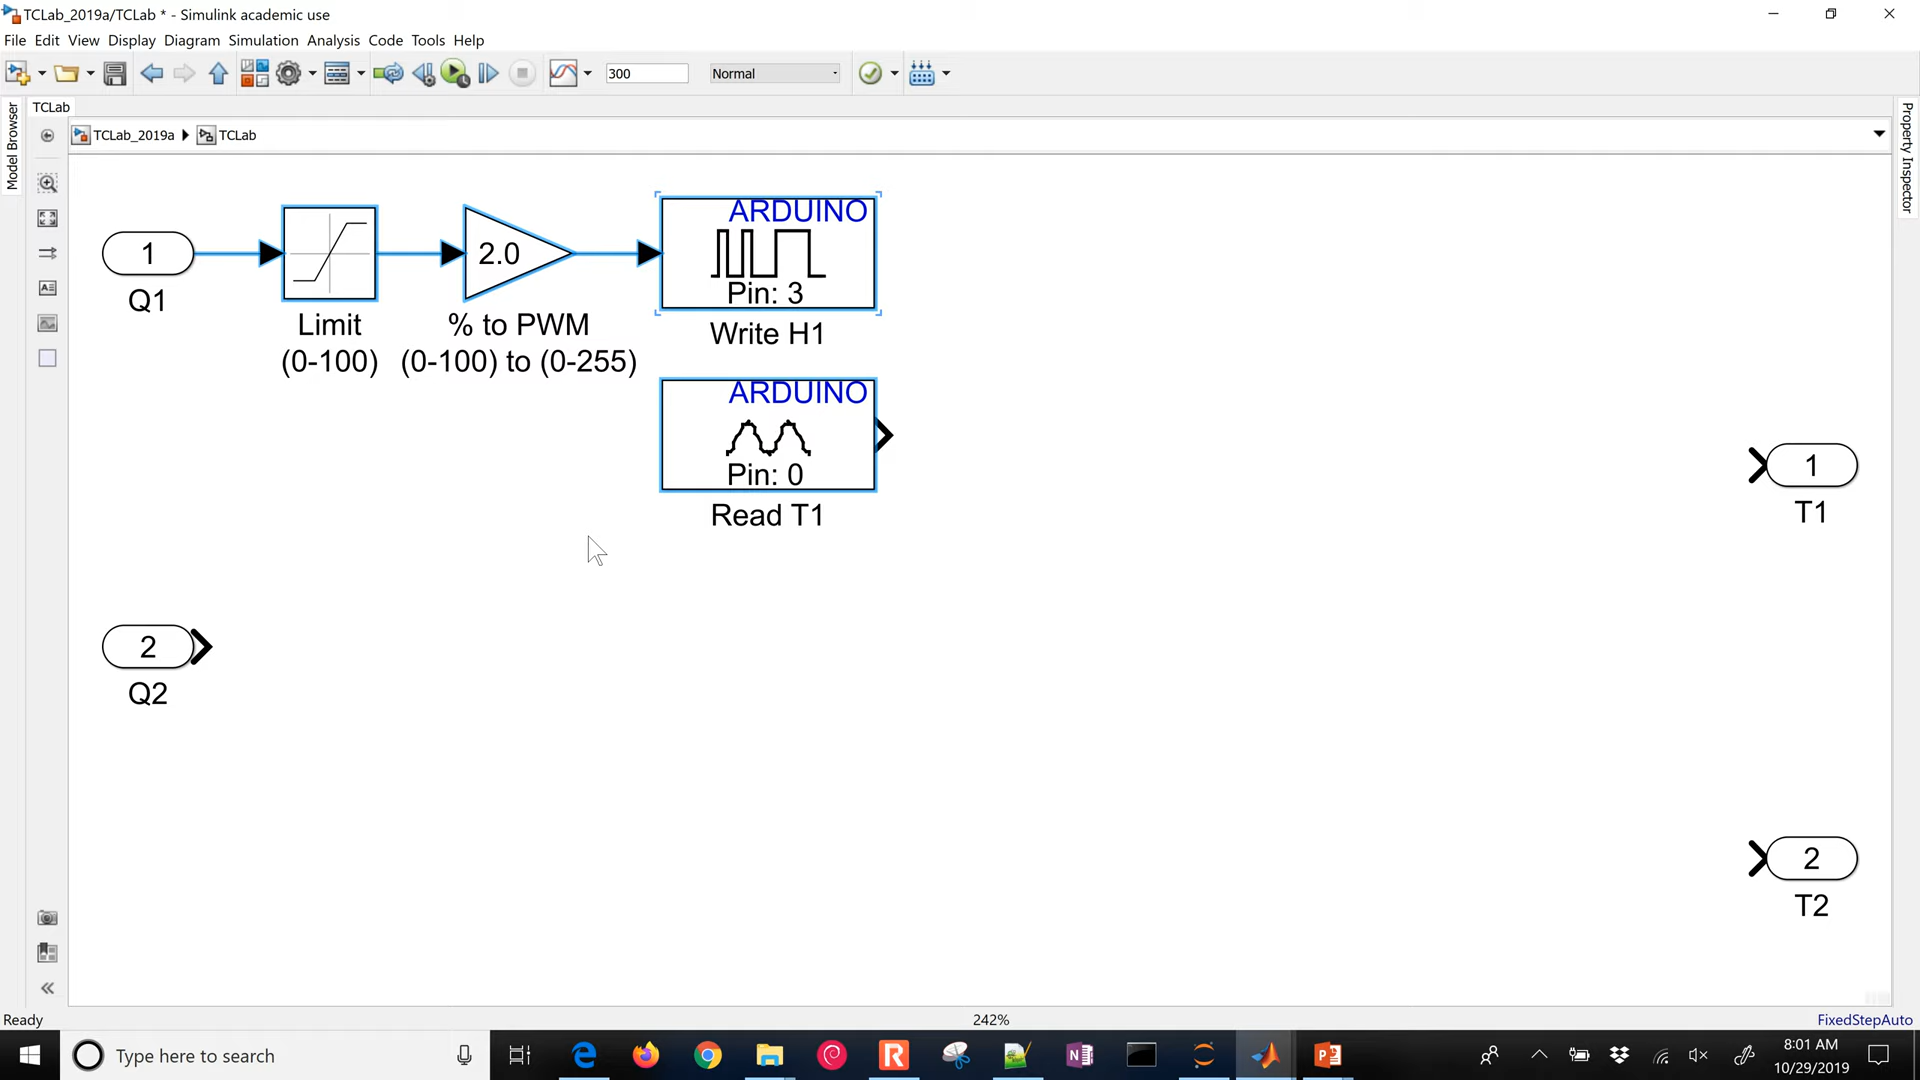 TCLab_2019a/TCLab * - Simulink academic use
File Edit View Display Diagram Simulation Analysis Code Tools Help
300
Normal
TCLab
TCLab_2019a
TCLab
Model Browser
Property Inspector
1
Q1
Limit
(0-100)
2.0
% to PWM
(0-100) to (0-255)
ARDUINO
Pin: 3
Write H1
ARDUINO
Pin: 0
Read T1
1
T1
2
Q2
2
T2
Ready
242%
FixedStepAuto
Type here to search
8:01 AM
10/29/2019